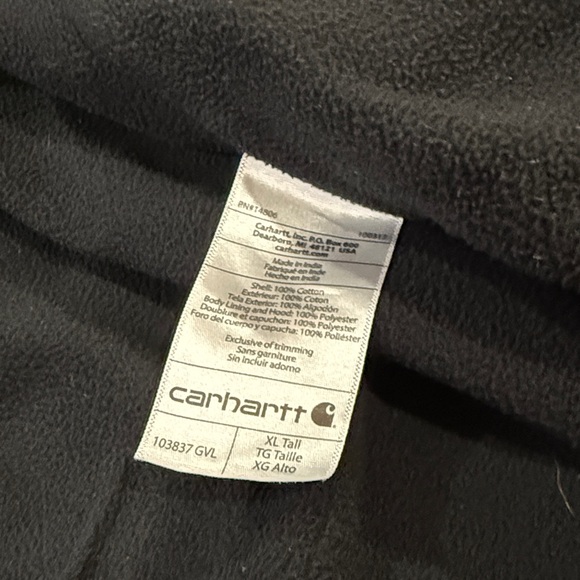 RN#14806
Carhartt, Inc. P.O. Box 600
Dearborn, MI 48121 USA
carhartt.com
Made in India
Fabriqué en Inde
Hecho en India
Shell: 100% Cotton
Extérieur: 100% Coton
Tela Exterior: 100% Algodón
Body Lining and Hood: 100% Polyester
Doublure et capuchon: 100% Polyester
Foro del cuerpo y capucha: 100% Poliéster
Exclusive of trimming
Sans garniture
Sin incluir adorno
carhartt
103837 GVL
XL Tall
TG Taille
XG Alto